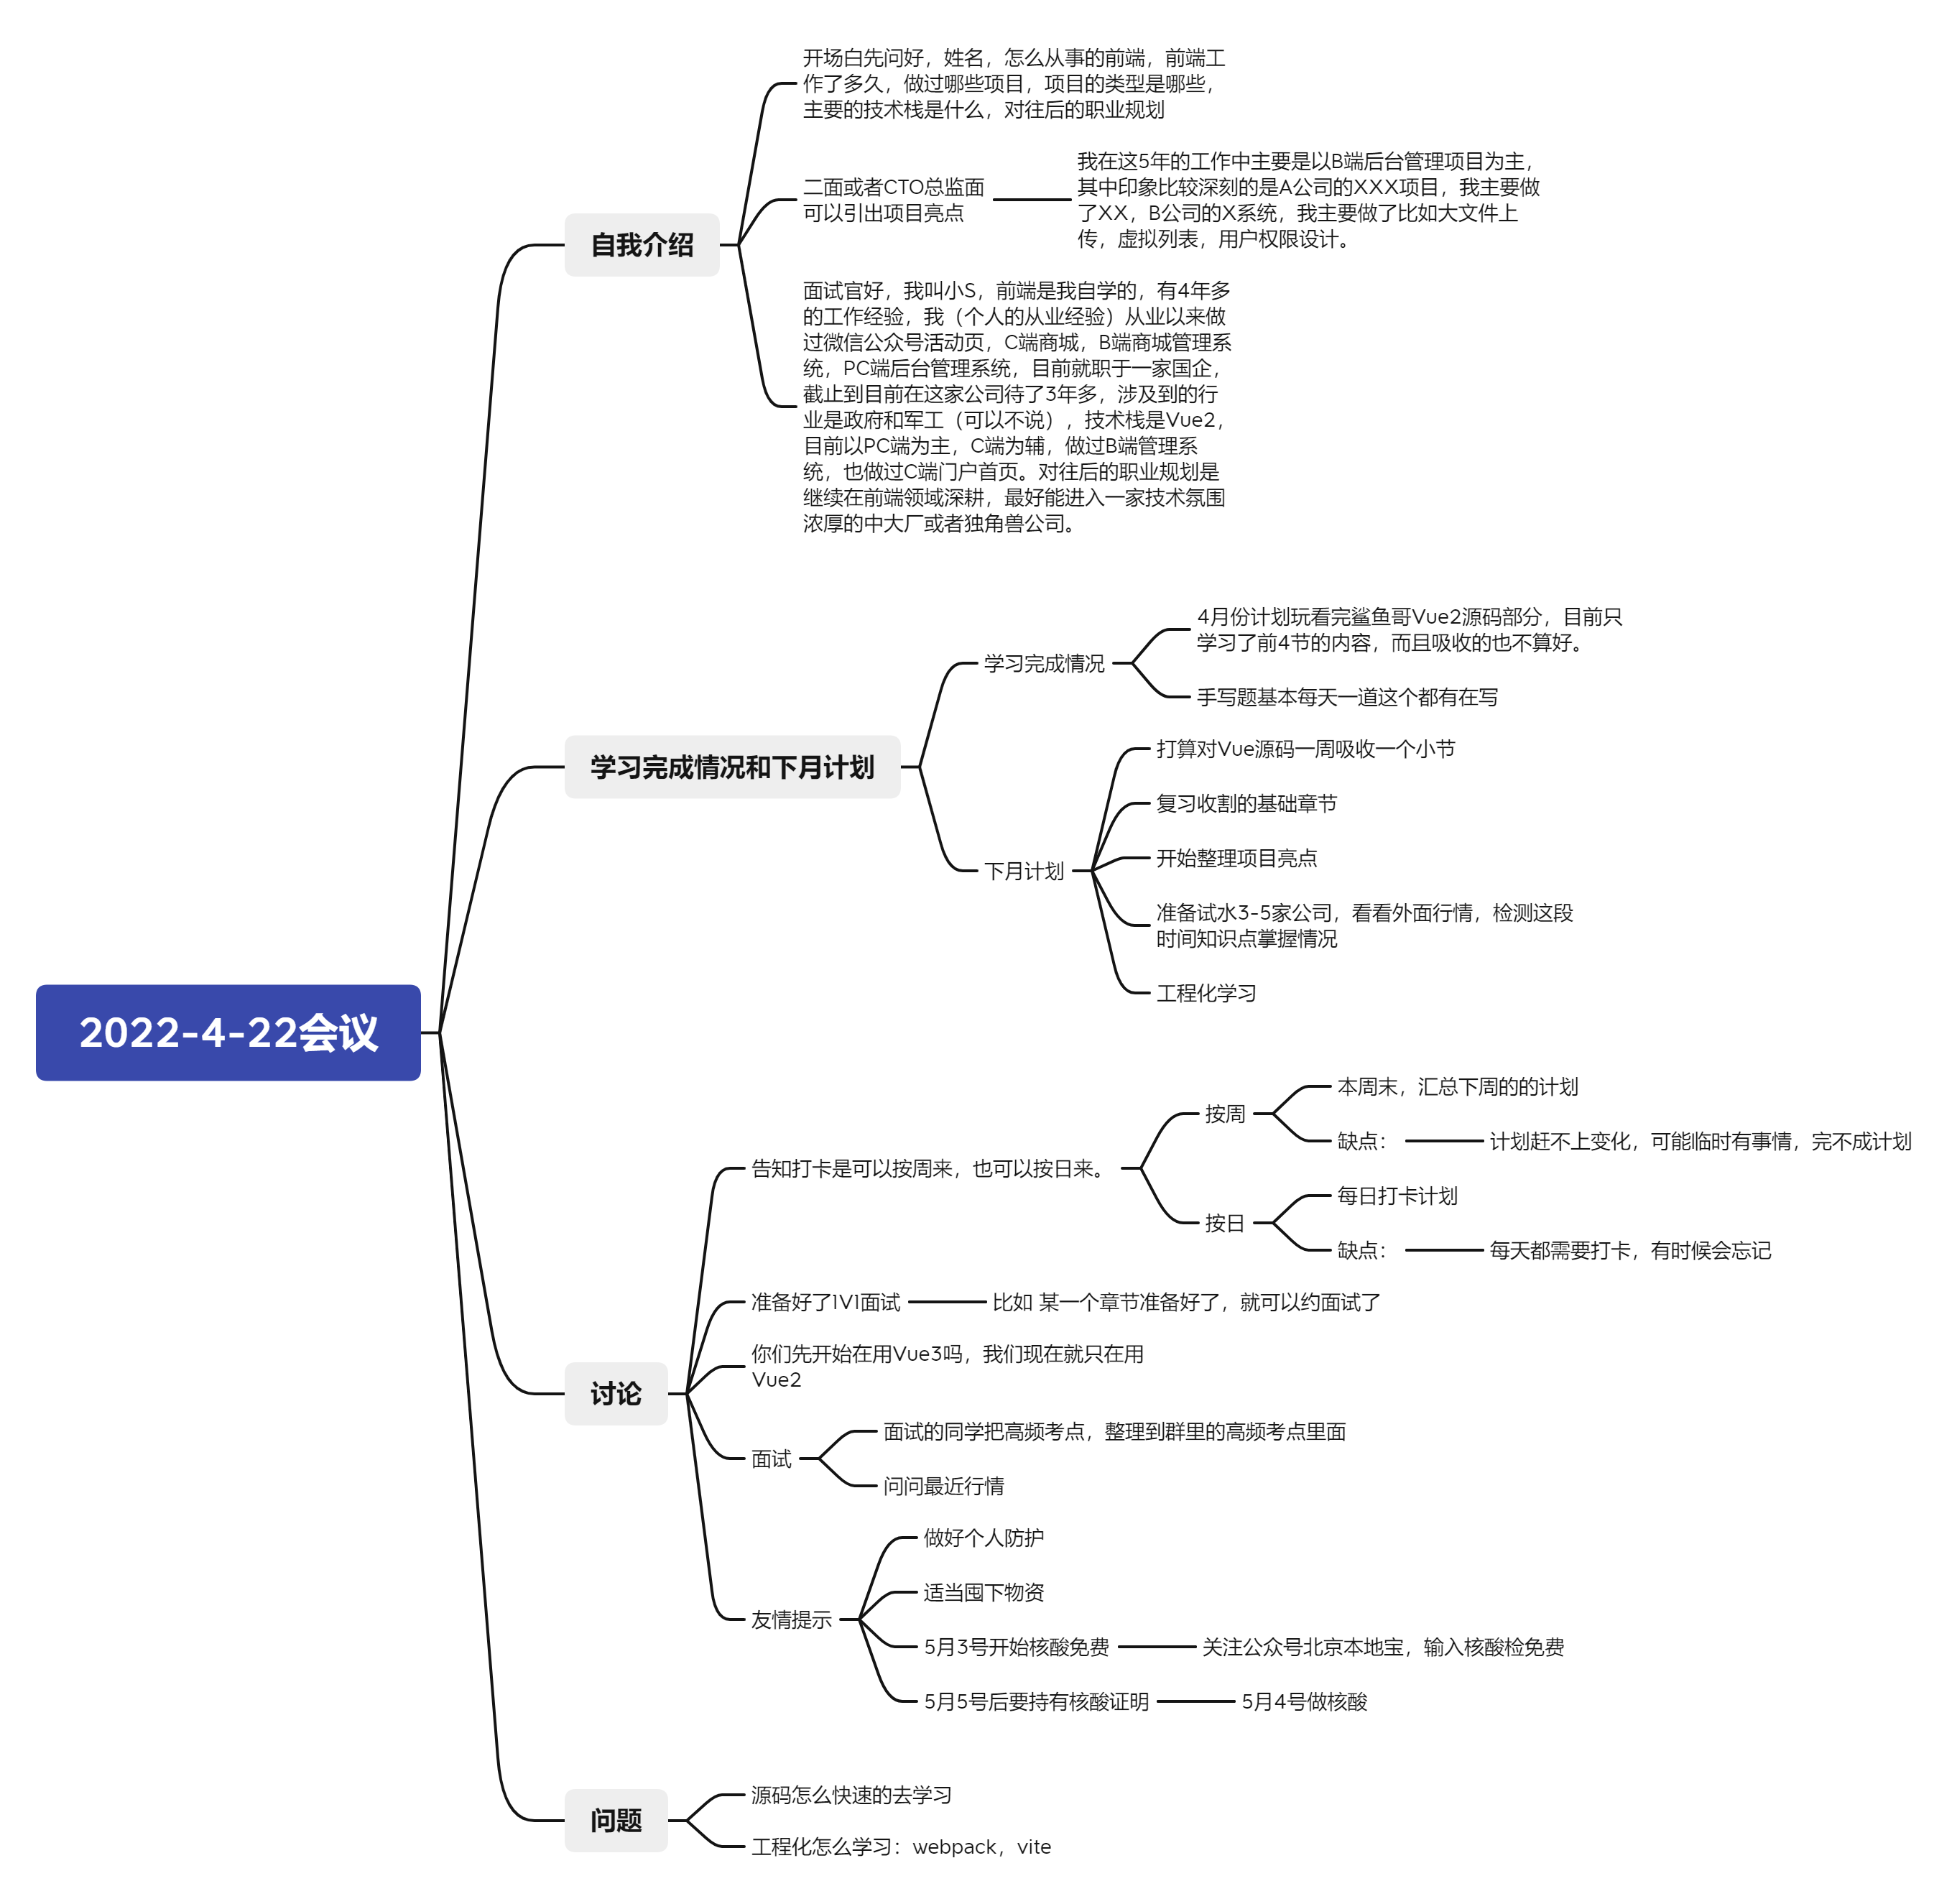 开场白先问好，姓名，怎么从事的前端，前端工
作了多久，做过哪些项目，项目的类型是哪些，
主要的技术栈是什么，对往后的职业规划
二面或者CTO总监面
可以引出项目亮点
我在这5年的工作中主要是以B端后台管理项目为主，
其中印象比较深刻的是A公司的XXX项目，我主要做
了XX，B公司的X系统，我主要做了比如大文件上
传，虚拟列表，用户权限设计。
自我介绍
面试官好，我叫小S，前端是我自学的，有4年多
的工作经验，我（个人的从业经验）从业以来做
过微信公众号活动页，C端商城，B端商城管理系
统，PC端后台管理系统，目前就职于一家国企，
截止到目前在这家公司待了3年多，涉及到的行
业是政府和军工（可以不说），技术栈是Vue2，
目前以PC端为主，C端为辅，做过B端管理系
统，也做过C端门户首页。对往后的职业规划是
继续在前端领域深耕，最好能进入一家技术氛围
浓厚的中大厂或者独角兽公司。
学习完成情况和下月计划
学习完成情况
4月份计划玩看完鲨鱼哥Vue2源码部分，目前只
学习了前4节的内容，而且吸收的也不算好。
手写题基本每天一道这个都有在写
下月计划
打算对Vue源码一周吸收一个小节
复习收割的基础章节
开始整理项目亮点
准备试水3-5家公司，看看外面行情，检测这段
时间知识点掌握情况
工程化学习
2022-4-22会议
讨论
告知打卡是可以按周来，也可以按日来。
按周
本周末，汇总下周的的计划
缺点：
计划赶不上变化，可能临时有事情，完不成计划
按日
每日打卡计划
缺点：
每天都需要打卡，有时候会忘记
准备好了1V1面试
比如 某一个章节准备好了，就可以约面试了
你们先开始在用Vue3吗，我们现在就只在用
Vue2
面试
面试的同学把高频考点，整理到群里的高频考点里面
问问最近行情
友情提示
做好个人防护
适当囤下物资
5月3号开始核酸免费
关注公众号北京本地宝，输入核酸检免费
5月5号后要持有核酸证明
5月4号做核酸
问题
源码怎么快速的去学习
工程化怎么学习：webpack，vite